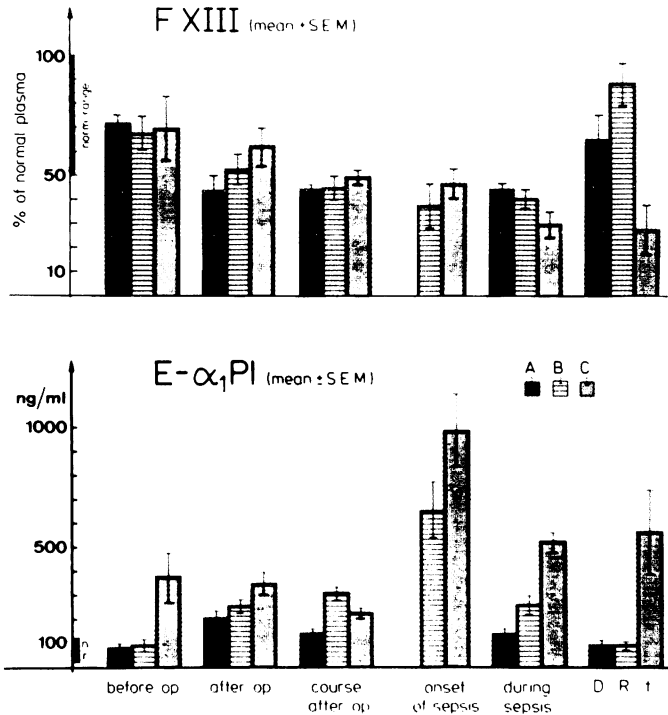 F XIII (mean ± SEM)
100
50
10
% of normal plasma
norm range
E-α₁PI (mean ± SEM)
A B C
ng/ml
1000
500
100
before op
after op
course
after op
onset
of sepsis
during
sepsis
D R †